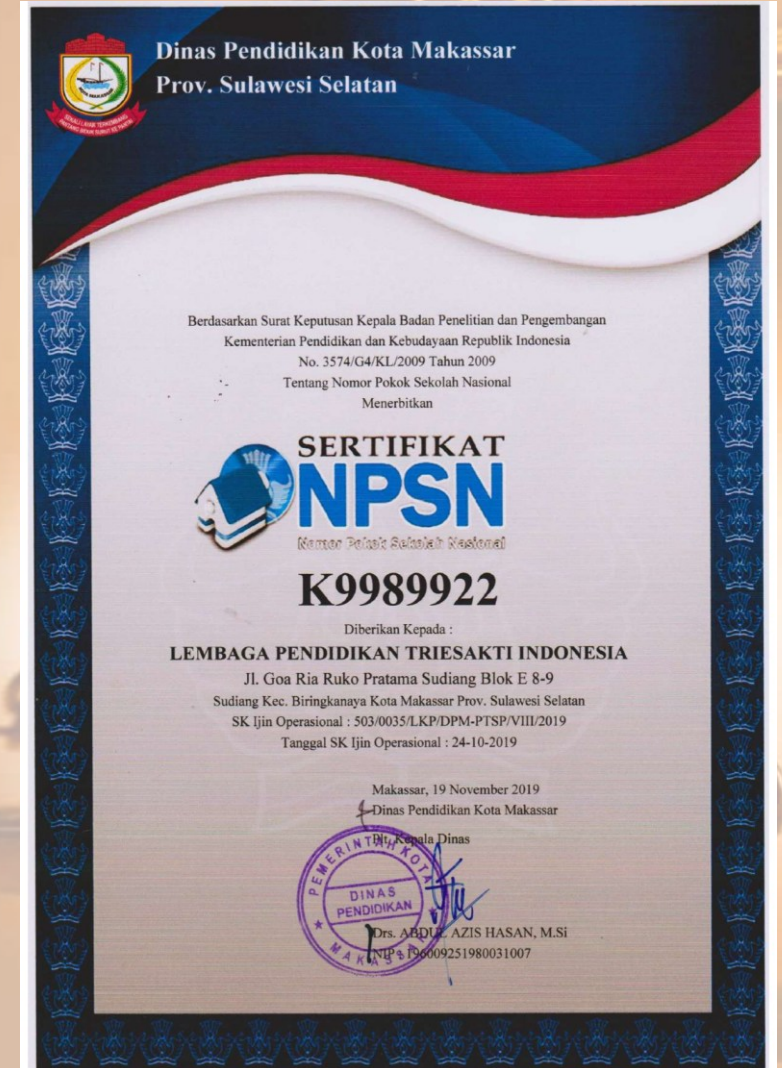 Dinas Pendidikan Kota Makassar
Prov. Sulawesi Selatan
Berdasarkan Surat Keputusan Kepala Badan Penelitian dan Pengembangan
Kementerian Pendidikan dan Kebudayaan Republik Indonesia
No. 3574/G4/KL/2009 Tahun 2009
Tentang Nomor Pokok Sekolah Nasional
Menerbitkan
SERTIFIKAT
NPSN
Nomor Pokok Sekolah Nasional
K9989922
Diberikan Kepada :
LEMBAGA PENDIDIKAN TRIESAKTI INDONESIA
Jl. Goa Ria Ruko Pratama Sudiang Blok E 8-9
Sudiang Kec. Biringkanaya Kota Makassar Prov. Sulawesi Selatan
SK Ijin Operasional : 503/0035/LKP/DPM-PTSP/VIII/2019
Tanggal SK Ijin Operasional : 24-10-2019
Makassar, 19 November 2019
Dinas Pendidikan Kota Makassar
Plt. Kepala Dinas
PEMERINTAH KOTA
DINAS
PENDIDIKAN
MAKASSAR
Drs. ABDUL AZIS HASAN, M.Si
NIP : 196009251980031007